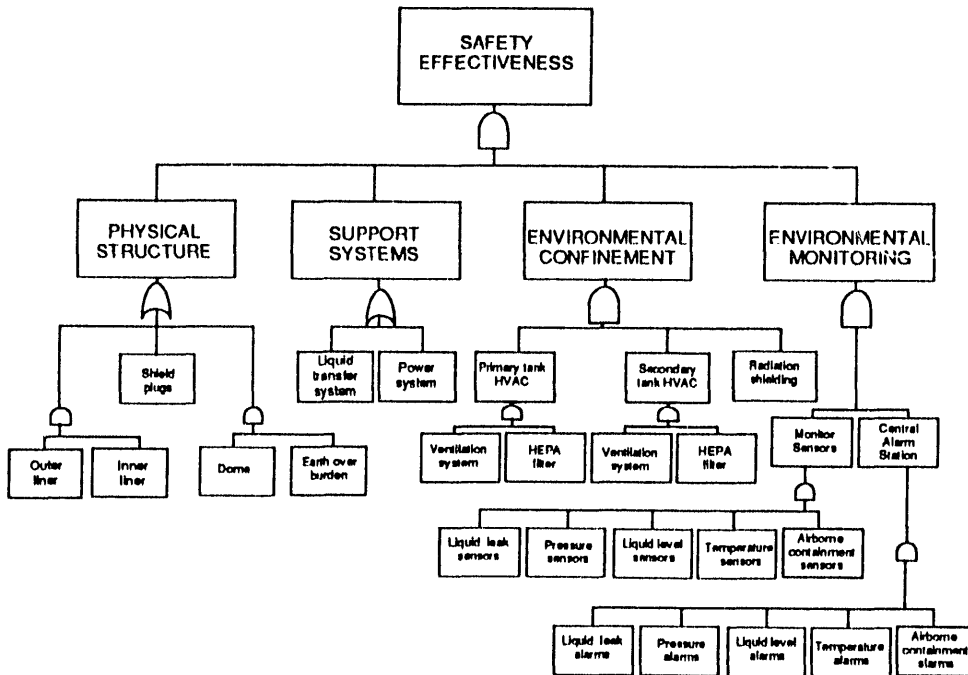 SAFETY
EFFECTIVENESS
PHYSICAL
STRUCTURE
SUPPORT
SYSTEMS
ENVIRONMENTAL
CONFINEMENT
ENVIRONMENTAL
MONITORING
Shield
plugs
Liquid
transfer
system
Power
system
Primary tank
HVAC
Secondary
tank HVAC
Radiation
shielding
Outer
liner
Inner
liner
Dome
Earth over
burden
Ventilation
system
HEPA
filter
Ventilation
system
HEPA
filter
Monitor
Sensors
Central
Alarm
Station
Liquid leak
sensors
Pressure
sensors
Liquid level
sensors
Temperature
sensors
Airborne
containment
sensors
Liquid leak
alarms
Pressure
alarms
Liquid level
alarms
Temperature
alarms
Airborne
containment
alarms